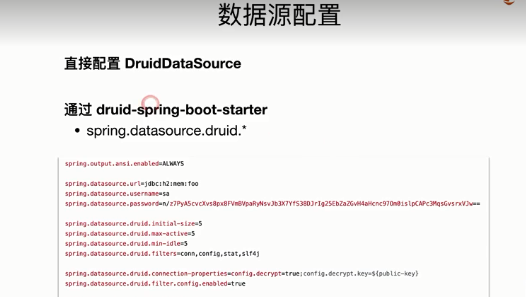 数据源配置
直接配置 DruidDataSource
通过 druid-spring-boot-starter
• spring.datasource.druid.*
spring.output.ansi.enabled=ALWAYS
spring.datasource.url=jdbc:h2:mem:foo
spring.datasource.username=sa
spring.datasource.druid.initial-size=5
spring.datasource.druid.max-active=5
spring.datasource.druid.min-idle=5
spring.datasource.druid.filters=conn,config,stat,slf4j
spring.datasource.druid.connection-properties=config.decrypt=true;config.decrypt.key=${public-key}
spring.datasource.druid.filter.config.enabled=true